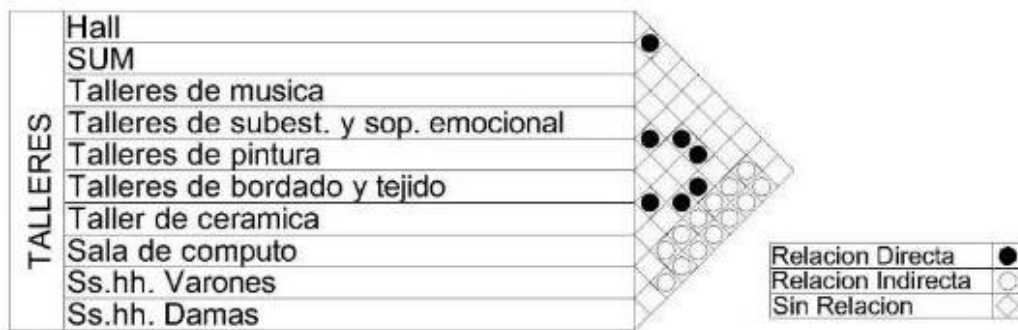 TALLERES
Hall
SUM
Talleres de musica
Talleres de subest. y sop. emocional
Talleres de pintura
Talleres de bordado y tejido
Taller de ceramica
Sala de computo
Ss.hh. Varones
Ss.hh. Damas
Relacion Directa
Relacion Indirecta
Sin Relacion